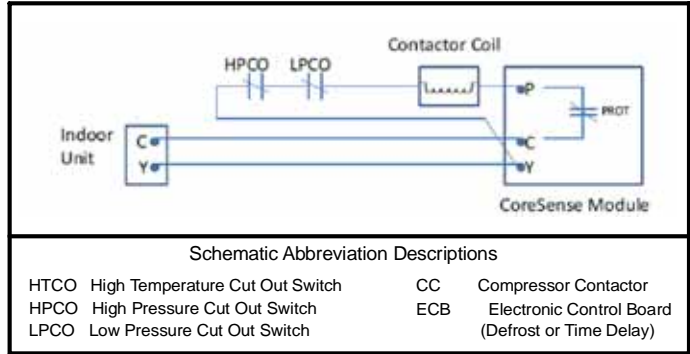 Contactor Coil
HPCO LPCO
P
PROT
Indoor
Unit
C
Y
C
Y
CoreSense Module
Schematic Abbreviation Descriptions
HTCO High Temperature Cut Out Switch
HPCO High Pressure Cut Out Switch
LPCO Low Pressure Cut Out Switch
CC Compressor Contactor
ECB Electronic Control Board
(Defrost or Time Delay)